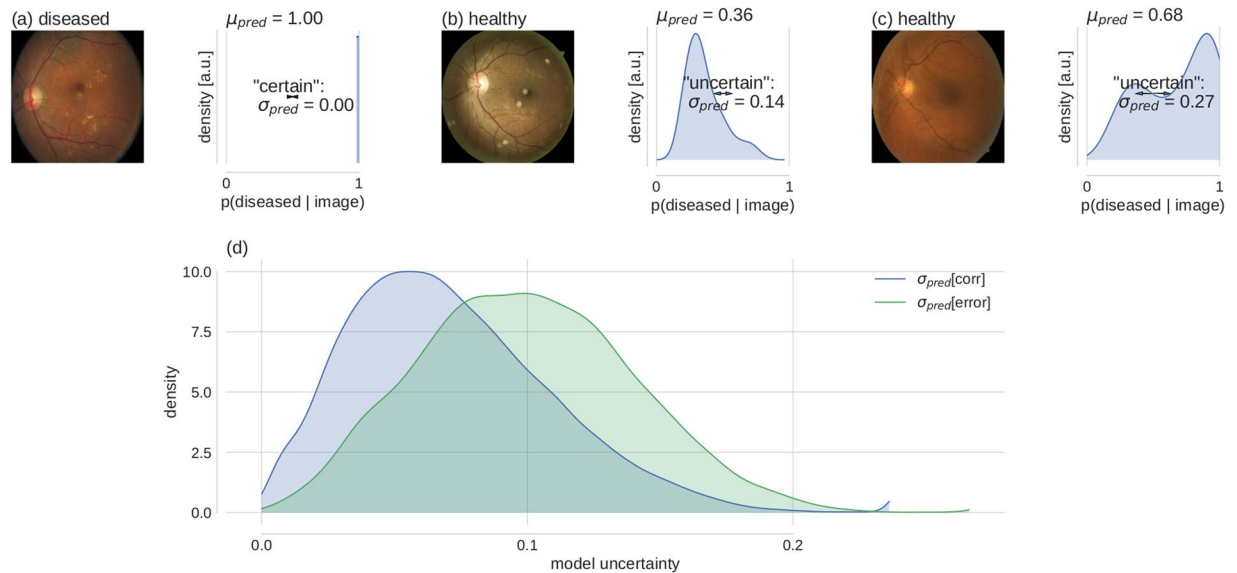 (a) diseased
μpred = 1.00
density [a.u.]
"certain":
σpred = 0.00
0 1
p(diseased | image)
(b) healthy
μpred = 0.36
density [a.u.]
"uncertain":
σpred = 0.14
0 1
p(diseased | image)
(c) healthy
μpred = 0.68
density [a.u.]
"uncertain":
σpred = 0.27
0 1
p(diseased | image)
(d)
density
10.0
7.5
5.0
2.5
0.0
σpred[corr]
σpred[error]
0.0 0.1 0.2
model uncertainty